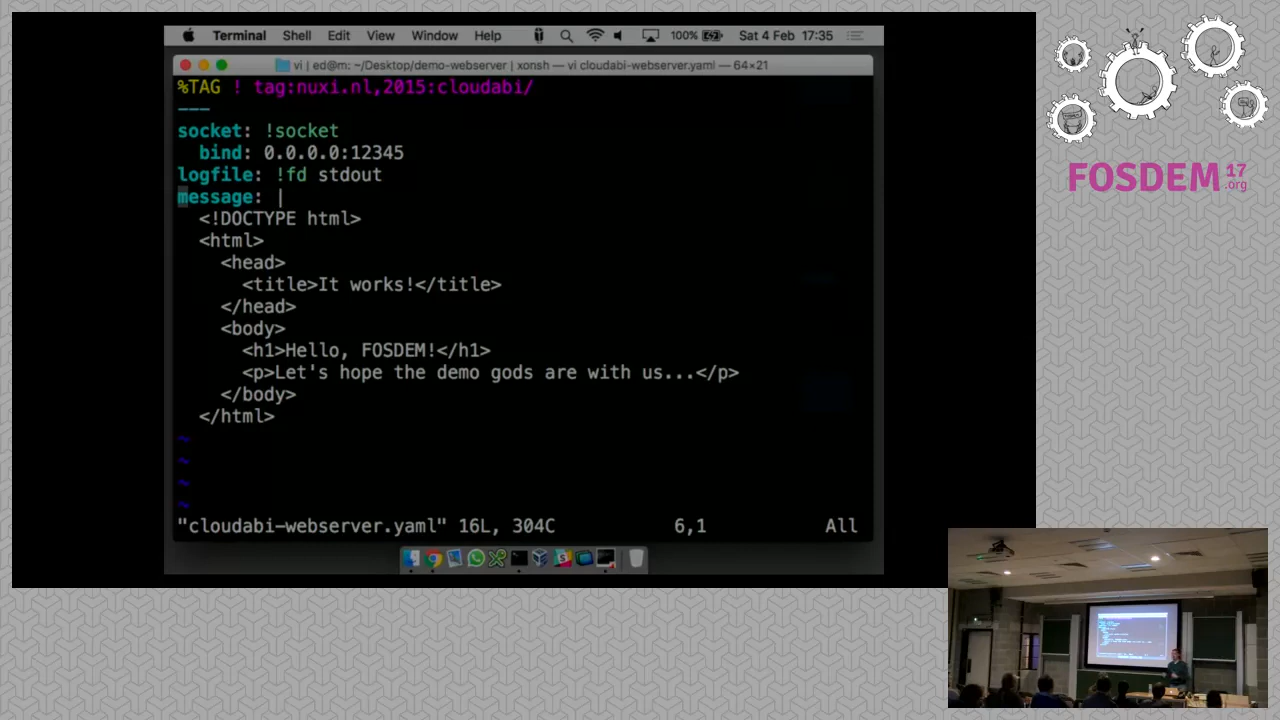 Terminal Shell Edit View Window Help 100% Sat 4 Feb 17:35
vi | ed@m: ~/Desktop/demo-webserver | xonsh — vi cloudabi-webserver.yaml — 64×21
%TAG ! tag:nuxi.nl,2015:cloudabi/
---
socket: !socket
bind: 0.0.0.0:12345
logfile: !fd stdout
message: |
<!DOCTYPE html>
<html>
<head>
<title>It works!</title>
</head>
<body>
<h1>Hello, FOSDEM!</h1>
<p>Let's hope the demo gods are with us...</p>
</body>
</html>
~
~
~
~
"cloudabi-webserver.yaml" 16L, 304C 6,1 All
FOSDEM 17
.org